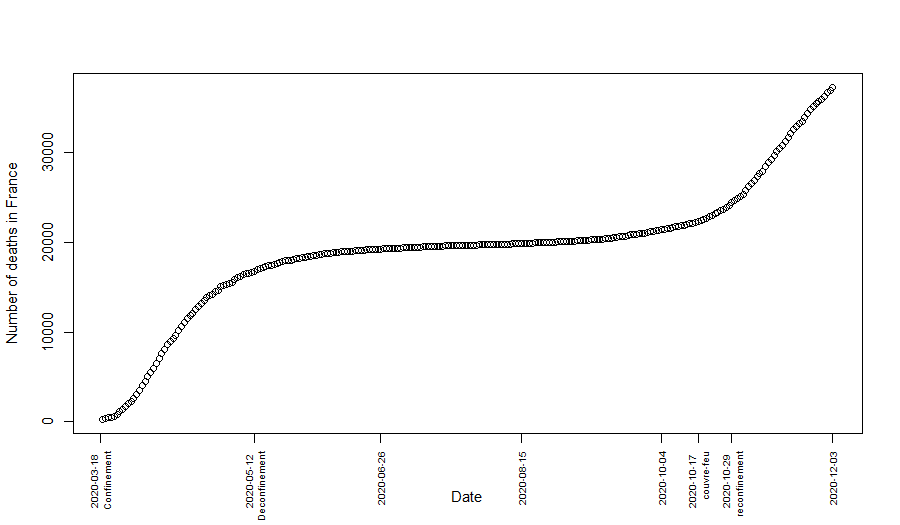 Number of deaths in France
30000
20000
10000
0
2020-03-18
Confinement
2020-05-12
Deconfinement
2020-06-26
2020-08-15
2020-10-04
2020-10-17
couvre-feu
2020-10-29
reconfinement
2020-12-03
Date